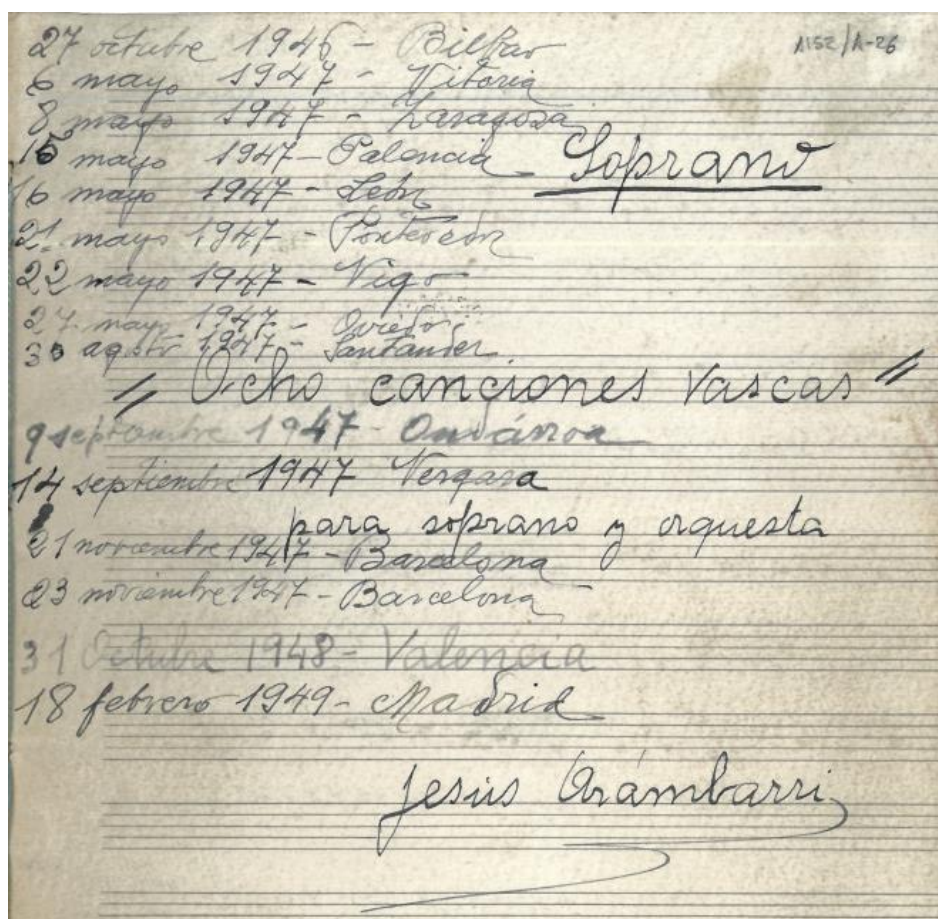 27 octubre 1946 - Bilbao
A152/A-26
6 mayo 1947 - Vitoria
8 mayo 1947 - Zaragoza
15 mayo 1947 - Palencia
Soprano
16 mayo 1947 - León
21 mayo 1947 - Pontevedra
22 mayo 1947 - Vigo
27 mayo 1947 - Oviedo
30 agosto 1947 - Santander
"Ocho canciones vascas"
9 septiembre 1947 - Ondárroa
14 septiembre 1947 Vergara
para soprano y orquesta
21 noviembre 1947 - Barcelona
23 noviembre 1947 - Barcelona
31 Octubre 1948 - Valencia
18 febrero 1949 - Madrid
Jesús Arámbarri